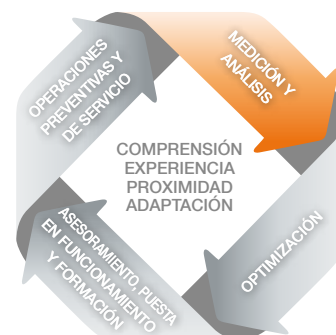 OPERACIONES
PREVENTIVAS Y
DE SERVICIO
MEDICIÓN Y
ANÁLISIS
COMPRENSIÓN
EXPERIENCIA
PROXIMIDAD
ADAPTACIÓN
OPTIMIZACIÓN
ASESORAMIENTO, PUESTA
EN FUNCIONAMIENTO
Y FORMACIÓN